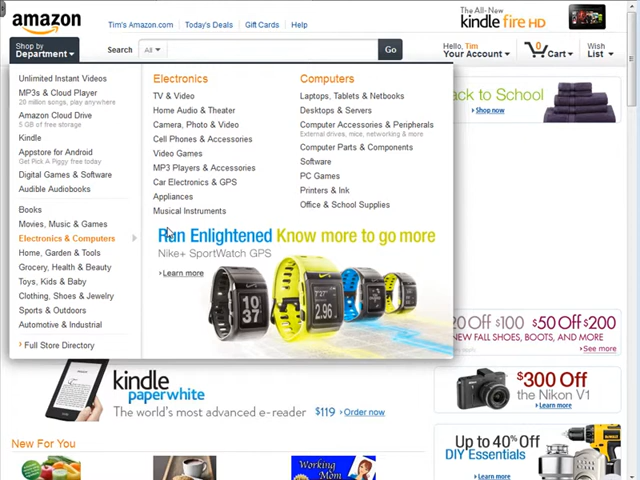 amazon
Tim's Amazon.com
Today's Deals
Gift Cards
Help
The All-New
kindle fire HD
Shop by
Department
Search
All
Go
Hello, Tim
Your Account
0
Cart
Wish
List
Unlimited Instant Videos
MP3s & Cloud Player
20 million songs, play anywhere
Amazon Cloud Drive
5 GB of free storage
Kindle
Appstore for Android
Get Pick A Piggy free today
Digital Games & Software
Audible Audiobooks
Books
Movies, Music & Games
Electronics & Computers
Home, Garden & Tools
Grocery, Health & Beauty
Toys, Kids & Baby
Clothing, Shoes & Jewelry
Sports & Outdoors
Automotive & Industrial
Full Store Directory
Electronics
TV & Video
Home Audio & Theater
Camera, Photo & Video
Cell Phones & Accessories
Video Games
MP3 Players & Accessories
Car Electronics & GPS
Appliances
Musical Instruments
Computers
Laptops, Tablets & Netbooks
Desktops & Servers
Computer Accessories & Peripherals
External drives, mice, networking & more
Computer Parts & Components
Software
PC Games
Printers & Ink
Office & School Supplies
Run Enlightened Know more to go more
Nike+ SportWatch GPS
Learn more
10
37
7'27"
2.96
ack to School
Shop now
20 Off $100 $50 Off $200
NEW FALL SHOES, BOOTS, AND MORE
See more
kindle
paperwhite
The world's most advanced e-reader
$119
Order now
$300 Off
the Nikon V1
Learn more
New For You
Working
Mom
Up to 40% Off
DIY Essentials
Learn more